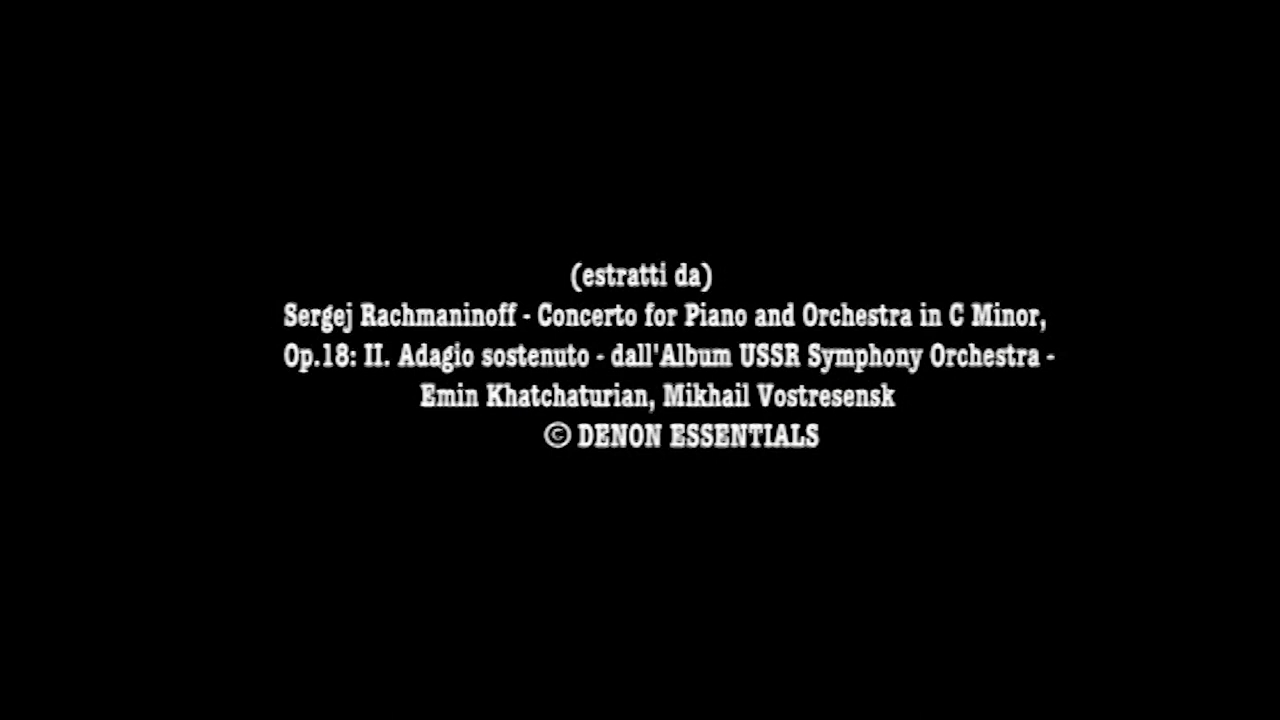 (estratti da)
Sergej Rachmaninoff - Concerto for Piano and Orchestra in C Minor,
Op.18: II. Adagio sostenuto - dall'Album USSR Symphony Orchestra -
Emin Khatchaturian, Mikhail Vostresensk
© DENON ESSENTIALS